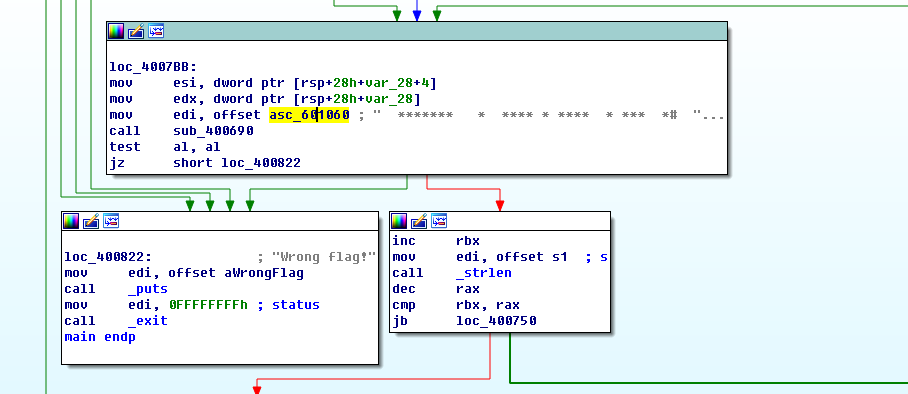 loc_4007BB:
mov esi, dword ptr [rsp+28h+var_28+4]
mov edx, dword ptr [rsp+28h+var_28]
mov edi, offset asc_601060 ; "  *******   *  **** * ****  * ***  *#  "...
call sub_400690
test al, al
jz short loc_400822
loc_400822: ; "Wrong flag!"
mov edi, offset aWrongFlag
call _puts
mov edi, 0FFFFFFFFh ; status
call _exit
main endp
inc rbx
mov edi, offset s1 ; s
call _strlen
dec rax
cmp rbx, rax
jb loc_400750